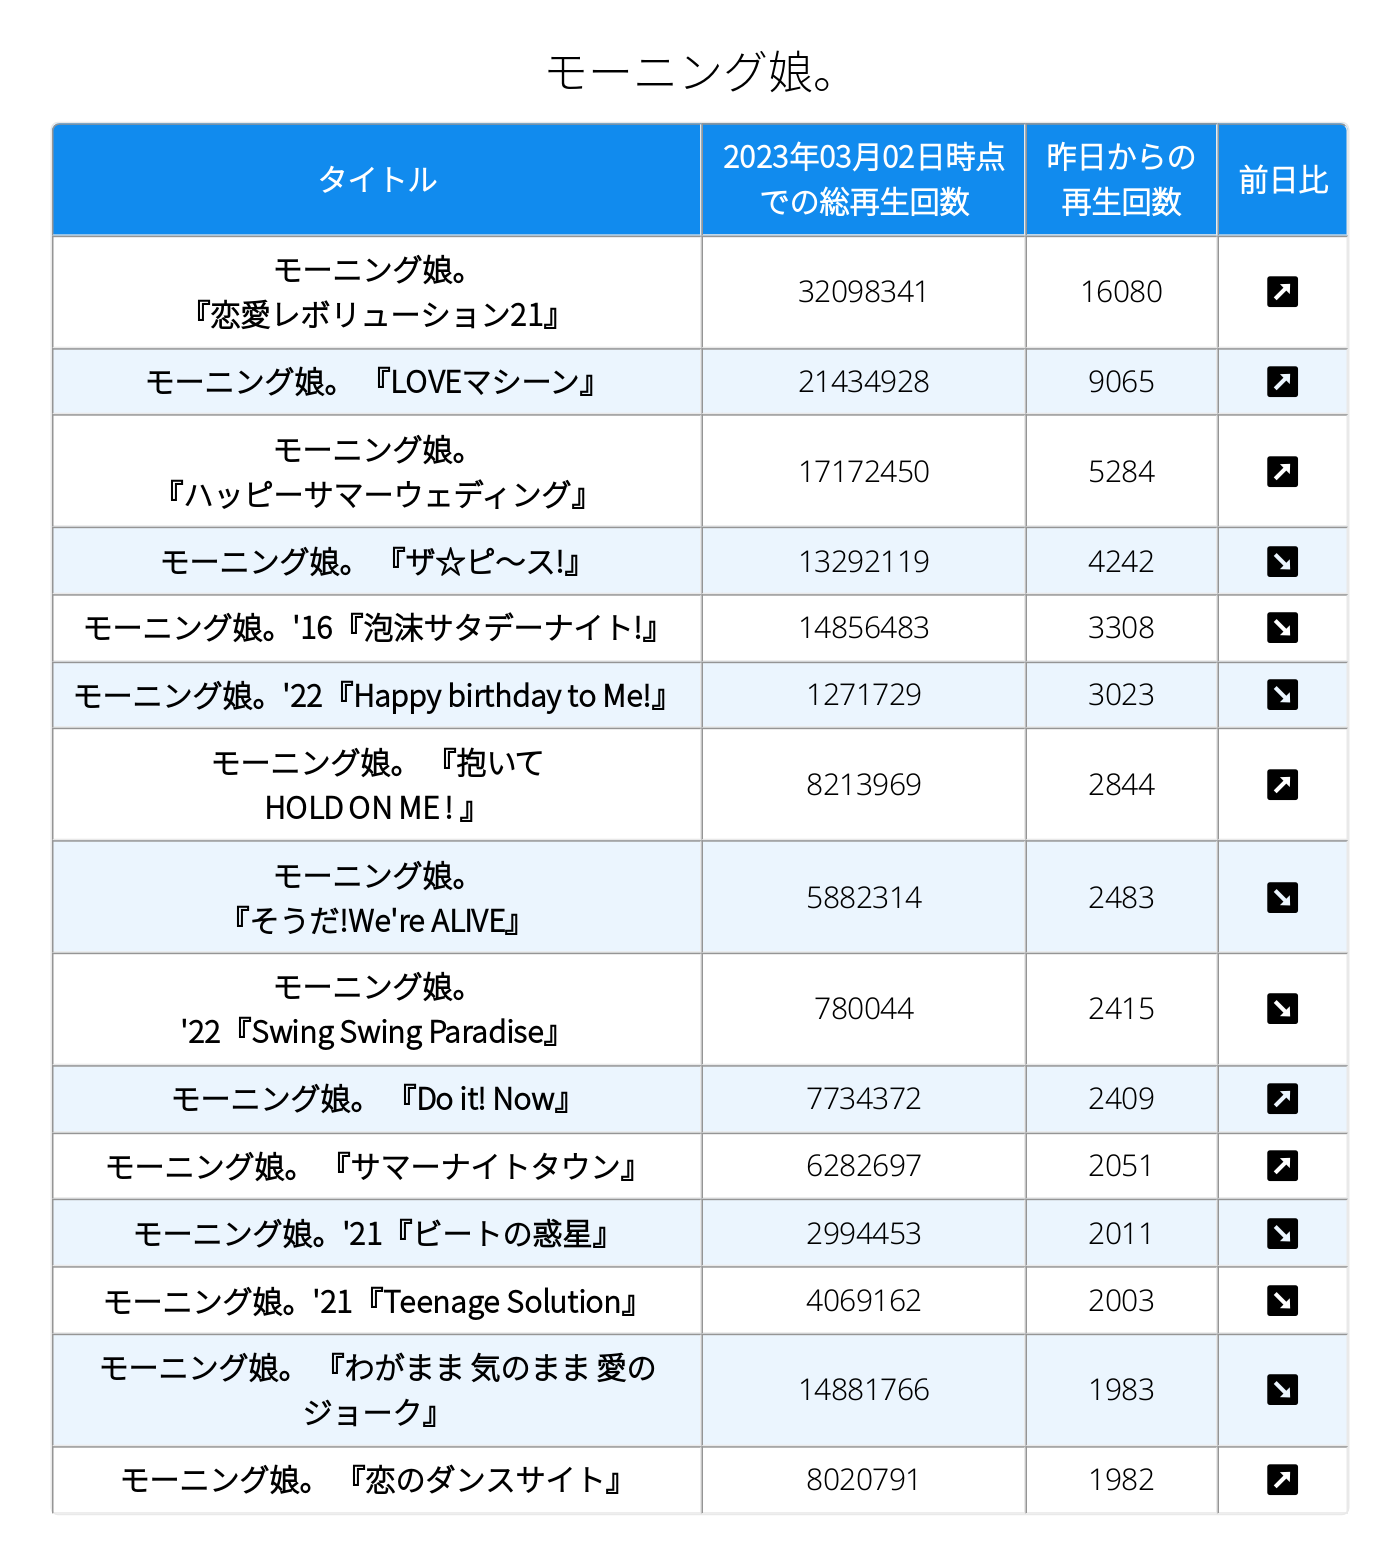 モーニング娘。
タイトル
2023年03月02日時点
での総再生回数
昨日からの
再生回数
前日比
モーニング娘。
『恋愛レボリューション21』
32098341
16080
モーニング娘。 『LOVEマシーン』
21434928
9065
モーニング娘。
『ハッピーサマーウェディング』
17172450
5284
モーニング娘。 『ザ☆ピ〜ス!』
13292119
4242
モーニング娘。'16『泡沫サタデーナイト!』
14856483
3308
モーニング娘。'22『Happy birthday to Me!』
1271729
3023
モーニング娘。 『抱いて
HOLD ON ME! 』
8213969
2844
モーニング娘。
『そうだ!We're ALIVE』
5882314
2483
モーニング娘。
'22『Swing Swing Paradise』
780044
2415
モーニング娘。 『Do it! Now』
7734372
2409
モーニング娘。 『サマーナイトタウン』
6282697
2051
モーニング娘。'21『ビートの惑星』
2994453
2011
モーニング娘。'21『Teenage Solution』
4069162
2003
モーニング娘。 『わがまま 気のまま 愛の
ジョーク』
14881766
1983
モーニング娘。 『恋のダンスサイト』
8020791
1982